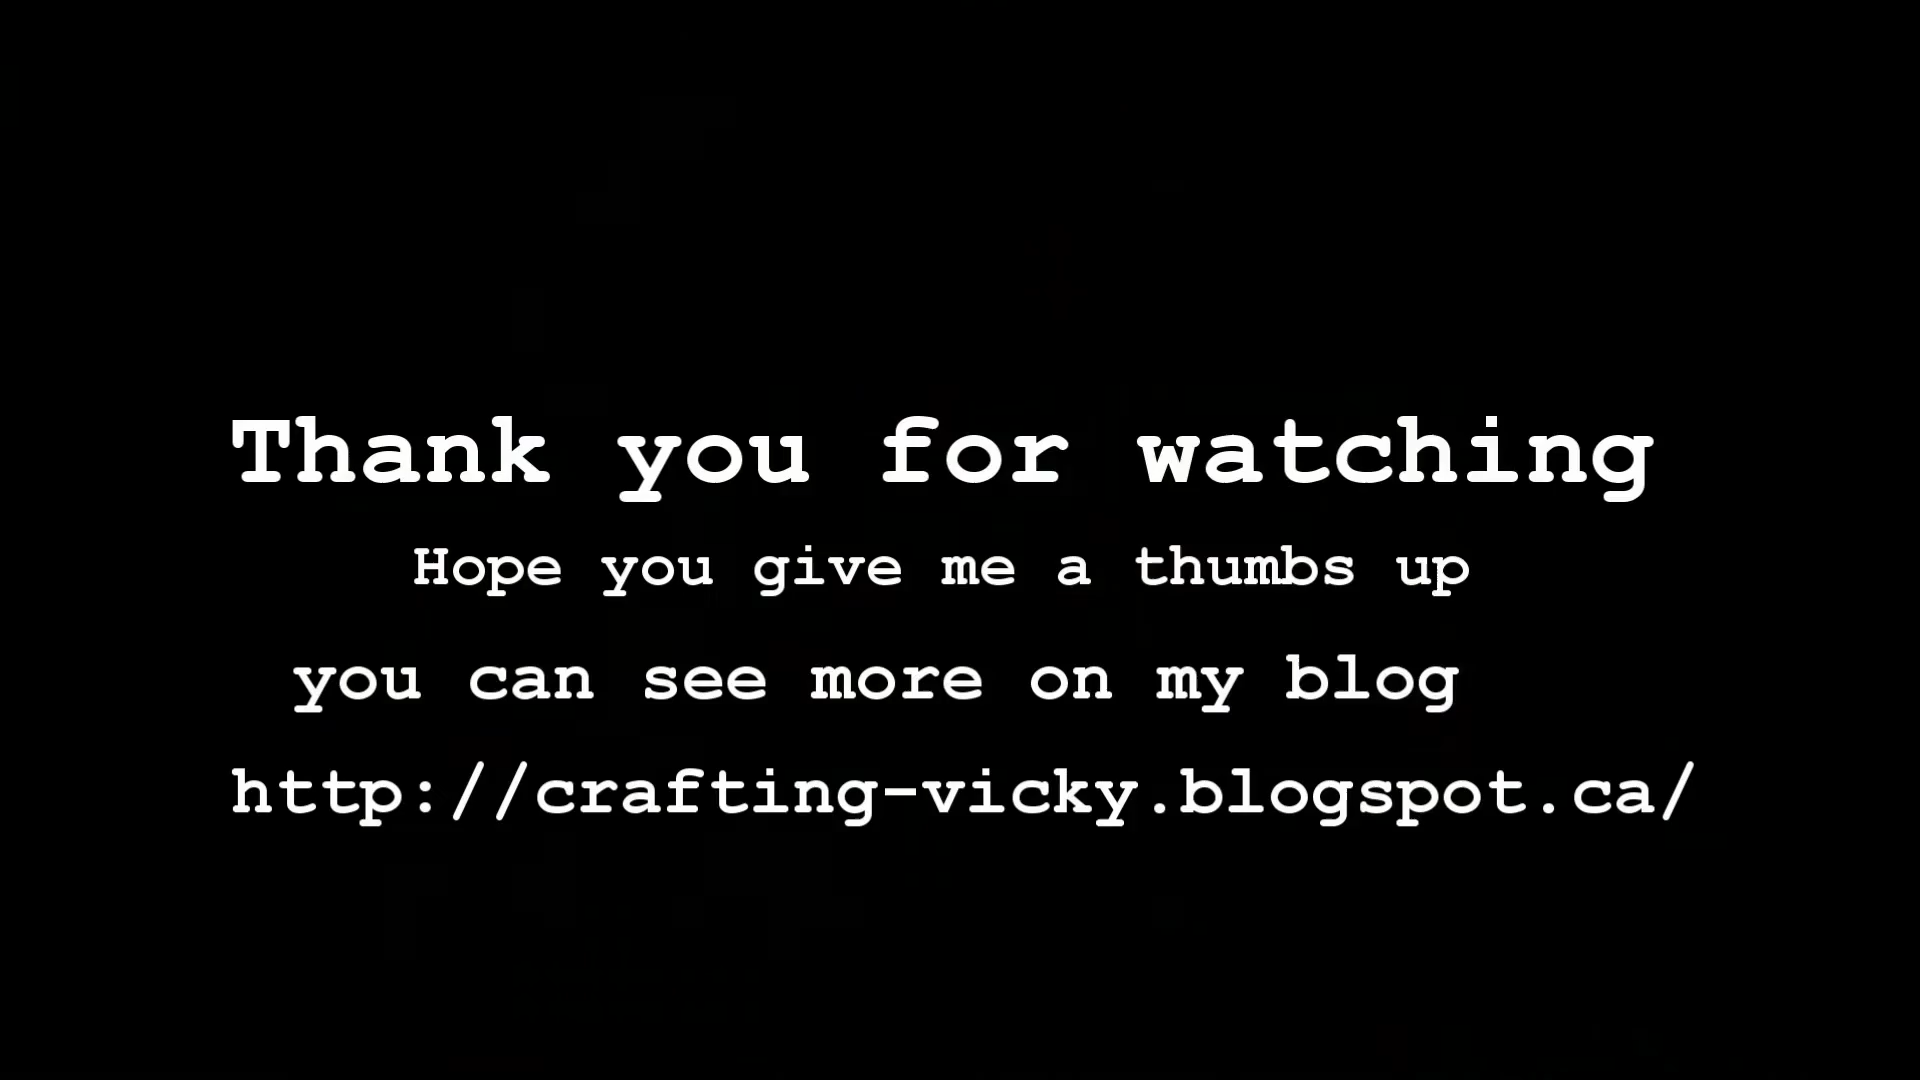 Thank you for watching
Hope you give me a thumbs up
you can see more on my blog
http://crafting-vicky.blogspot.ca/